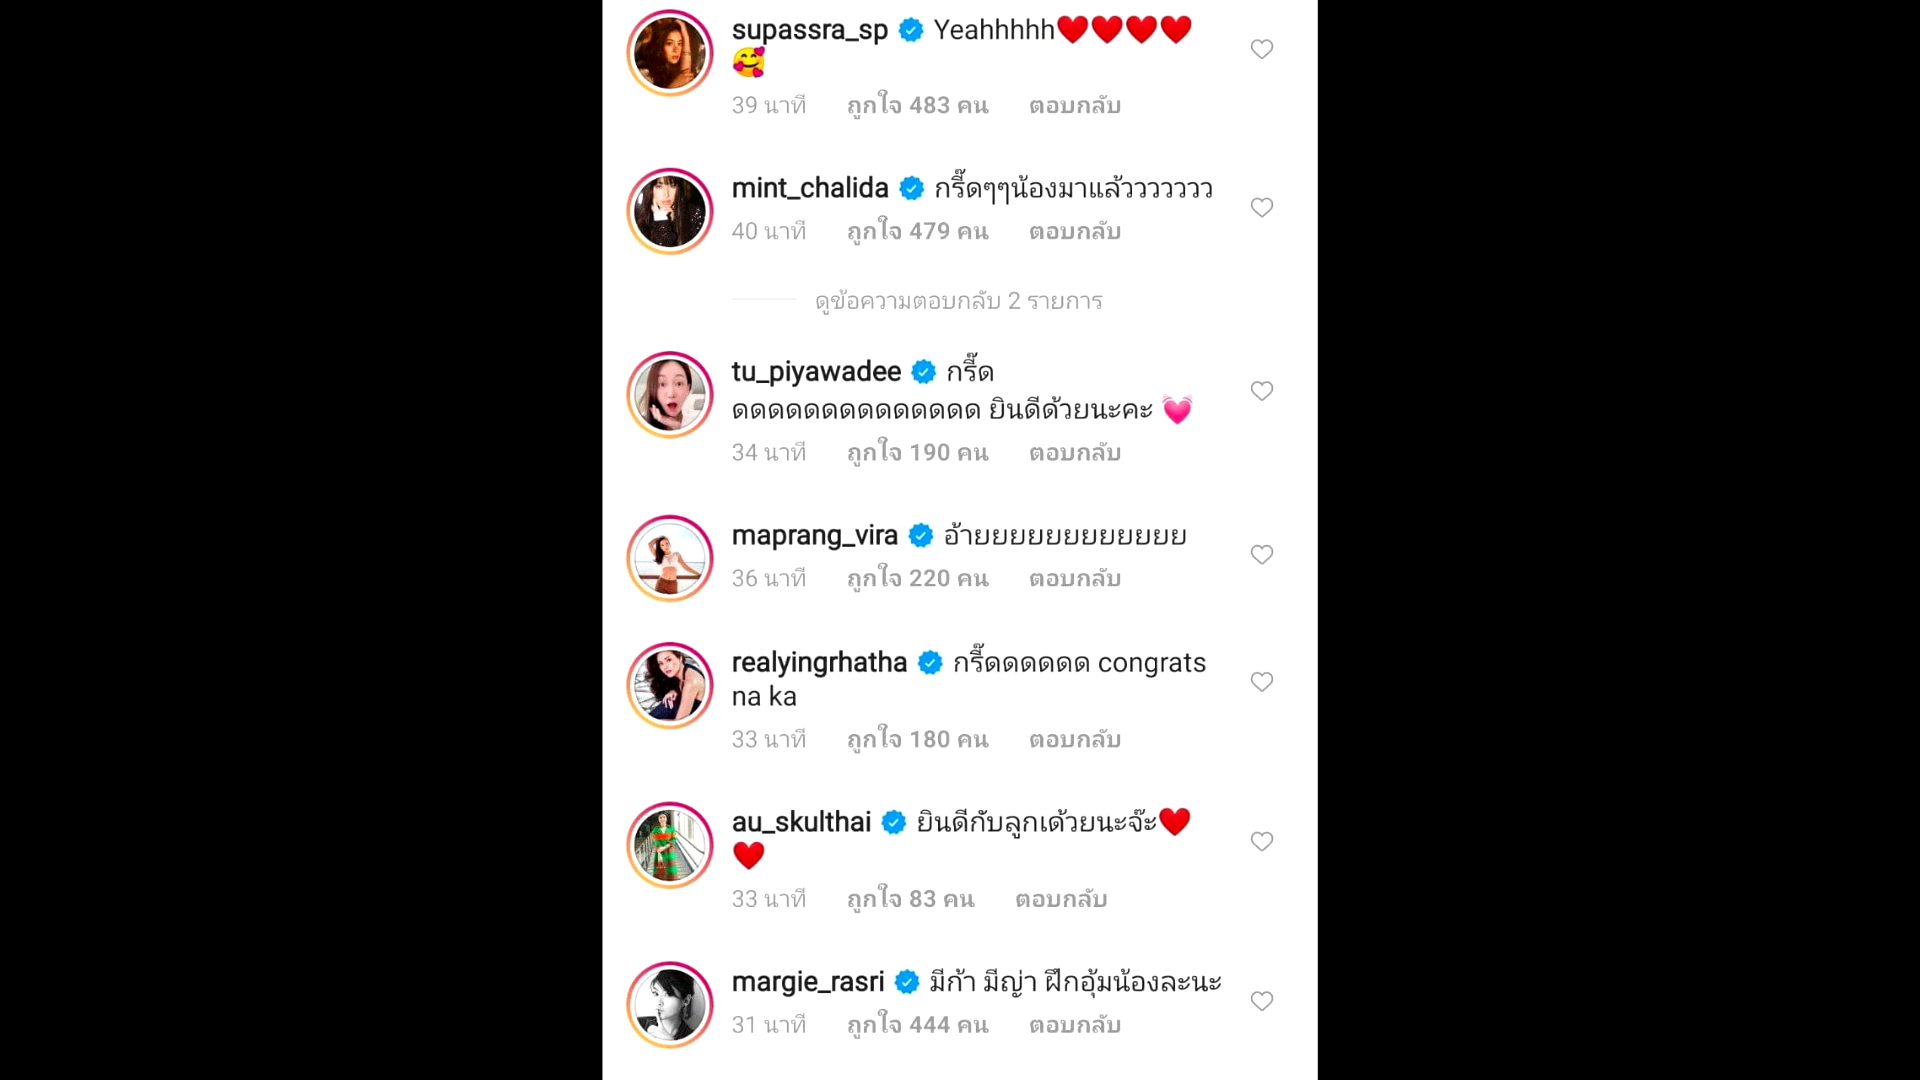 supassra_sp Yeahhhhh❤️❤️❤️❤️
🥰
39 นาที ถูกใจ 483 คน ตอบกลับ
mint_chalida กรี๊ดๆๆน้องมาแล้วววววววว
40 นาที ถูกใจ 479 คน ตอบกลับ
ดูข้อความตอบกลับ 2 รายการ
tu_piyawadee กรี๊ด
ดดดดดดดดดดดดดด ยินดีด้วยนะคะ 💓
34 นาที ถูกใจ 190 คน ตอบกลับ
maprang_vira อ้ายยยยยยยยยยยยย
36 นาที ถูกใจ 220 คน ตอบกลับ
realyingrhatha กรี๊ดดดดดด congrats
na ka
33 นาที ถูกใจ 180 คน ตอบกลับ
au_skulthai ยินดีกับลูกเด้วยนะจ๊ะ❤️
❤️
33 นาที ถูกใจ 83 คน ตอบกลับ
margie_rasri มีก้า มีญ่า ฝึกอุ้มน้องละนะ
31 นาที ถูกใจ 444 คน ตอบกลับ